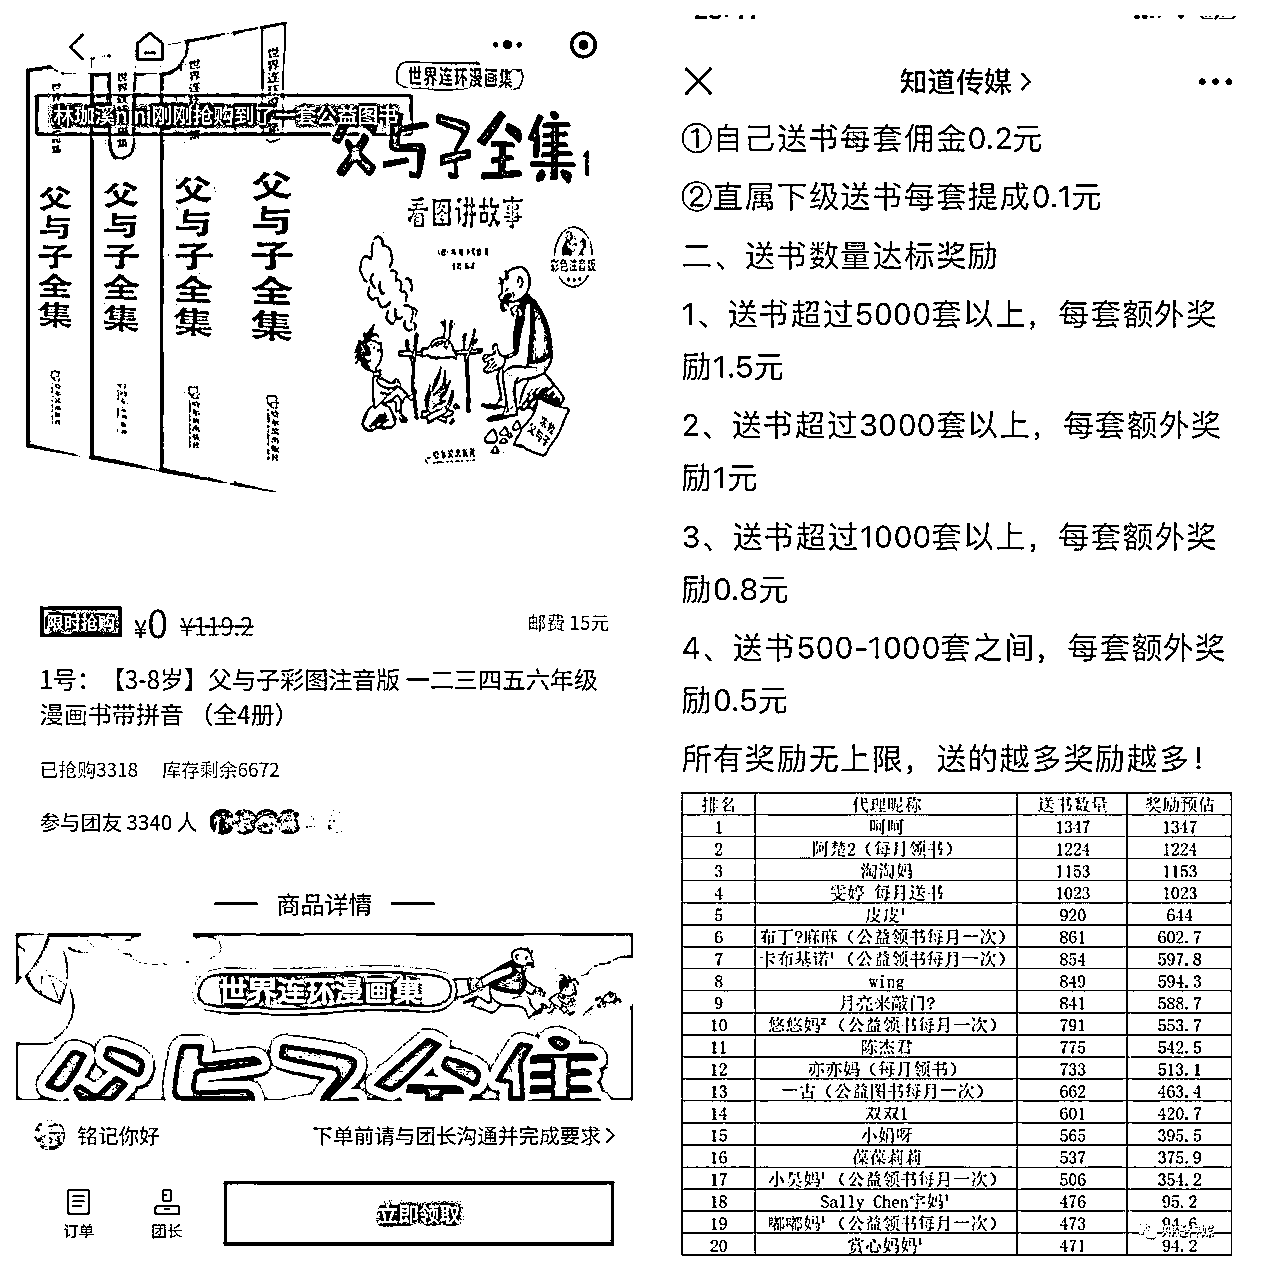 世界连环漫画集
林珈溪nini刚刚抢购到了一套公益图书
父与子全集1
看图讲故事
彩色注音版
父与子全集
父与子全集
父与子全集
父与子全集
限时抢购 ¥0 ¥119.2 邮费 15元
1号：【3-8岁】父与子彩图注音版 一二三四五六年级
漫画书带拼音 （全4册）
已抢购3318 库存剩余6672
参与团友 3340 人
商品详情
世界连环漫画集
铭记你好 下单前请与团长沟通并完成要求
订单 团长 立即领取
知道传媒
①自己送书每套佣金0.2元
②直属下级送书每套提成0.1元
二、送书数量达标奖励
1、送书超过5000套以上，每套额外奖
励1.5元
2、送书超过3000套以上，每套额外奖
励1元
3、送书超过1000套以上，每套额外奖
励0.8元
4、送书500-1000套之间，每套额外奖
励0.5元
所有奖励无上限，送的越多奖励越多！
排名 代理昵称 送书数量 奖励预估
1 呵呵 1347 1347
2 阿楚2（每月领书） 1224 1224
3 淘淘妈 1153 1153
4 雯婷 每月送书 1023 1023
5 皮皮¹ 920 644
6 布丁?麻麻（公益领书每月一次） 861 602.7
7 卡布基诺¹（公益领书每月一次） 854 597.8
8 wing 849 594.3
9 月亮来敲门? 841 588.7
10 悠悠妈²（公益领书每月一次） 791 553.7
11 陈杰君 775 542.5
12 亦亦妈（每月领书） 733 513.1
13 一古（公益图书每月一次） 662 463.4
14 双双1 601 420.7
15 小妈呀 565 395.5
16 葆葆莉莉 537 375.9
17 小吴妈¹（公益领书每月一次） 506 354.2
18 Sally Chen宇妈¹ 476 95.2
19 嘟嘟妈¹（公益领书每月一次） 473 94.6
20 赏心妈妈¹ 471 94.2